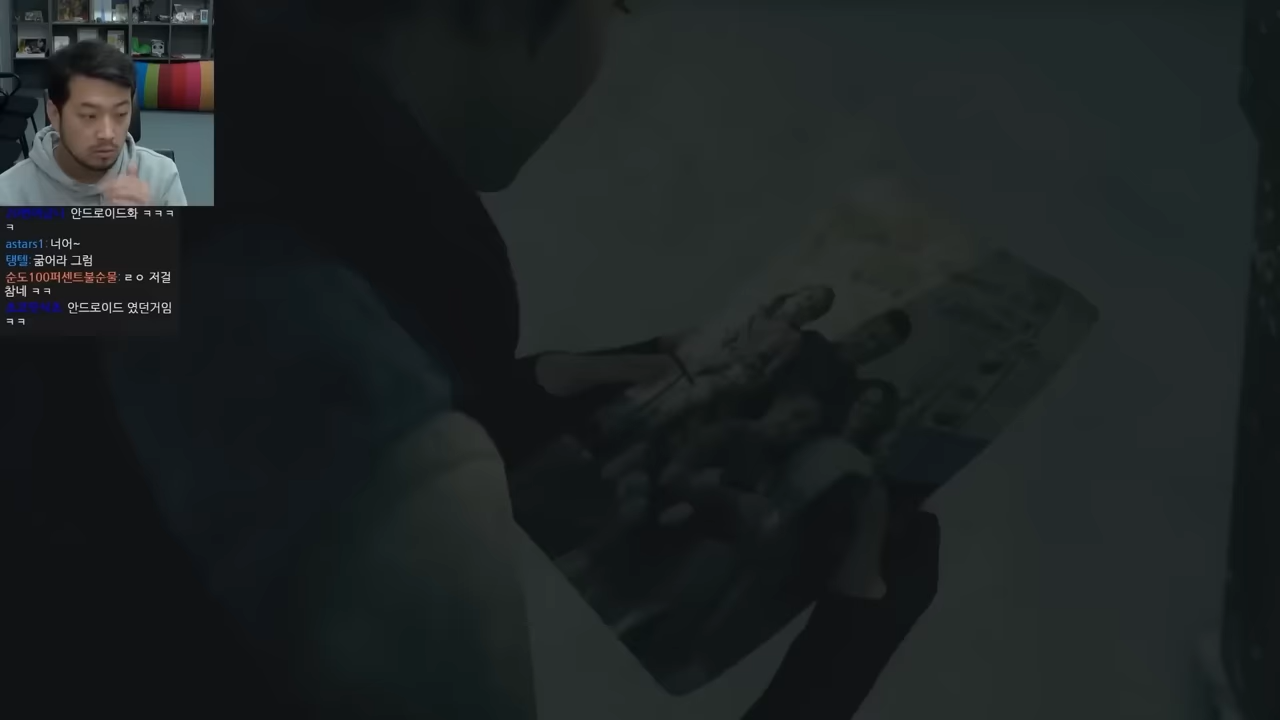 안드로이드화 ㅋㅋㅋ
ㅋ
astars1: 너어~
탱텔: 굶어라 그럼
순도100퍼센트불순물: ㄹㅇ 저걸
참네 ㅋㅋ
안드로이드 였던거임
ㅋㅋ